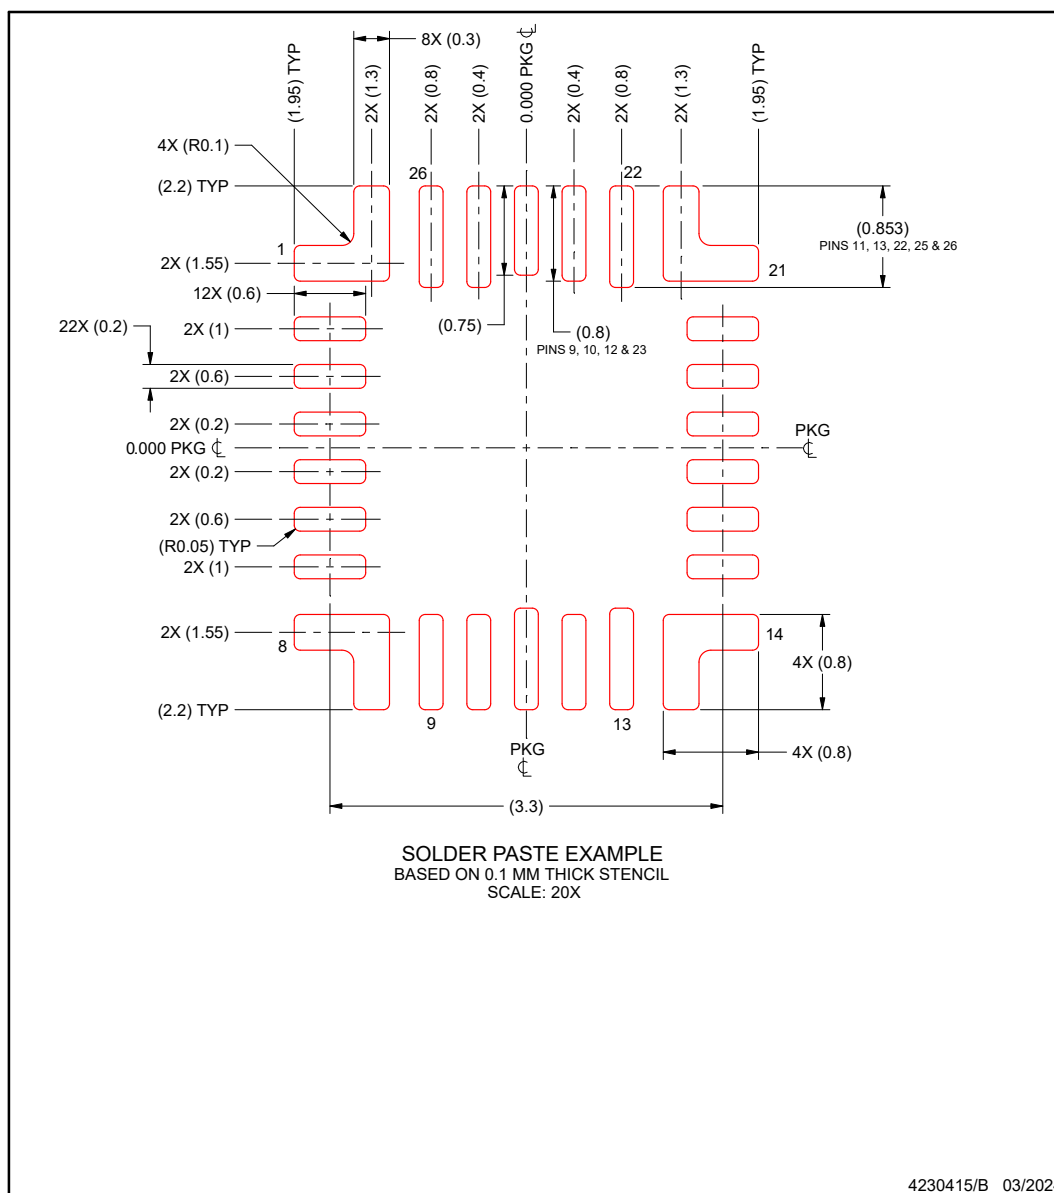 (1.95) TYP
8X (0.3)
2X (1.3)
2X (0.8)
2X (0.4)
0.000 PKG ℄
2X (0.4)
2X (0.8)
2X (1.3)
(1.95) TYP
4X (R0.1)
(2.2) TYP
26
22
1
21
(0.853)
PINS 11, 13, 22, 25 & 26
2X (1.55)
12X (0.6)
(0.75)
(0.8)
PINS 9, 10, 12 & 23
22X (0.2)
2X (1)
2X (0.6)
2X (0.2)
0.000 PKG ℄
PKG
℄
2X (0.2)
2X (0.6)
(R0.05) TYP
2X (1)
2X (1.55)
8
14
4X (0.8)
(2.2) TYP
9
13
PKG
℄
4X (0.8)
(3.3)
SOLDER PASTE EXAMPLE
BASED ON 0.1 MM THICK STENCIL
SCALE: 20X
4230415/B